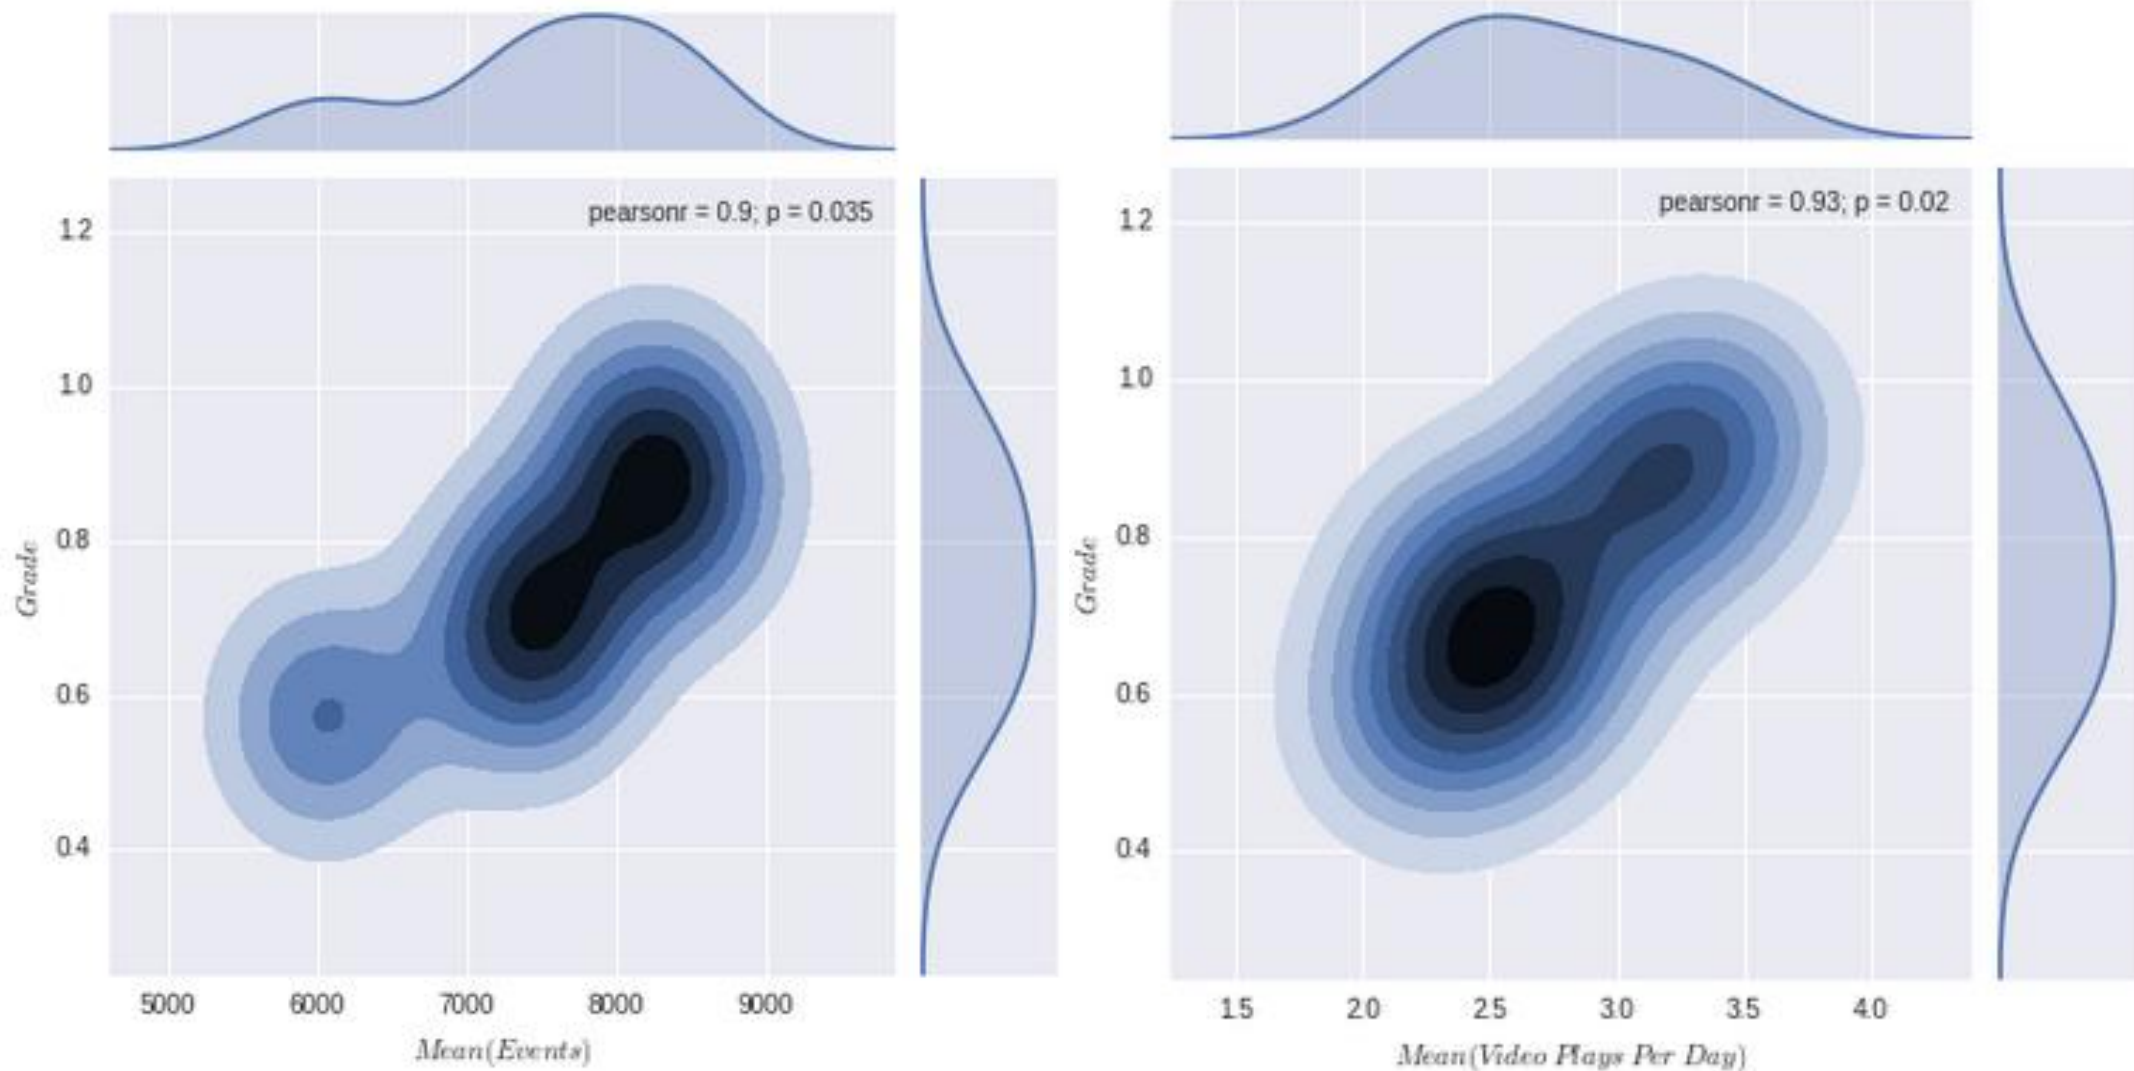 pearsonr = 0.9; p = 0.035
1.2
1.0
0.8
0.6
0.4
Grade
5000 6000 7000 8000 9000
Mean(Events)
pearsonr = 0.93; p = 0.02
1.2
1.0
0.8
0.6
0.4
Grade
1.5 2.0 2.5 3.0 3.5 4.0
Mean(Video Plays Per Day)